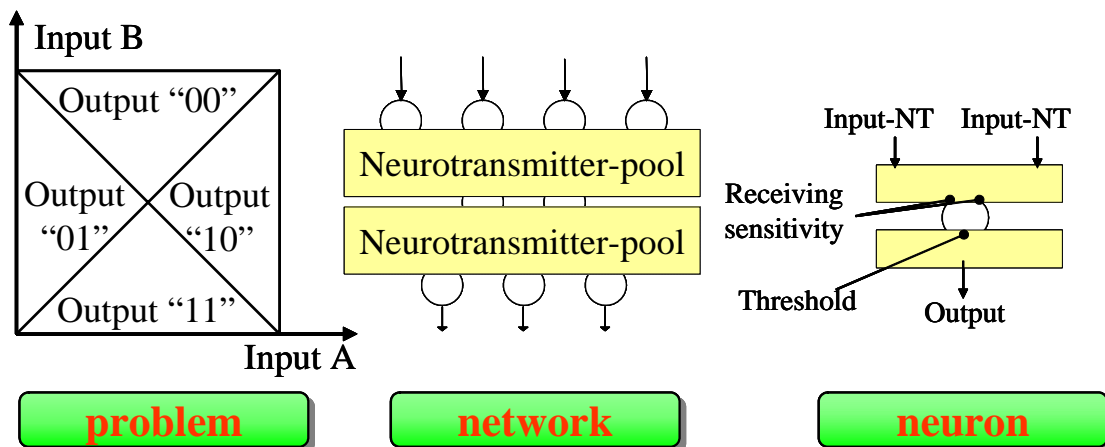 Input B
Output “00”
Output
“01”
Output
“10”
Output “11”
Input A
problem
Neurotransmitter-pool
Neurotransmitter-pool
network
Input-NT Input-NT
Receiving
sensitivity
Threshold
Output
neuron